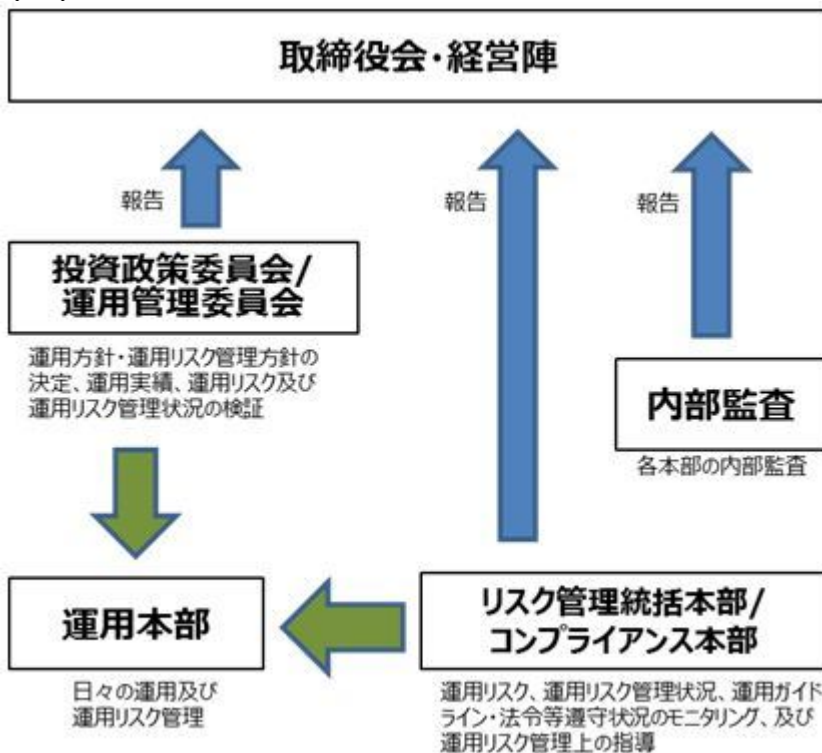 取締役会・経営陣
報告
報告
報告
投資政策委員会/
運用管理委員会
運用方針・運用リスク管理方針の
決定、運用実績、運用リスク及び
運用リスク管理状況の検証
内部監査
各本部の内部監査
運用本部
日々の運用及び
運用リスク管理
リスク管理統括本部/
コンプライアンス本部
運用リスク、運用リスク管理状況、運用ガイド
ライン・法令等遵守状況のモニタリング、及び
運用リスク管理上の指導